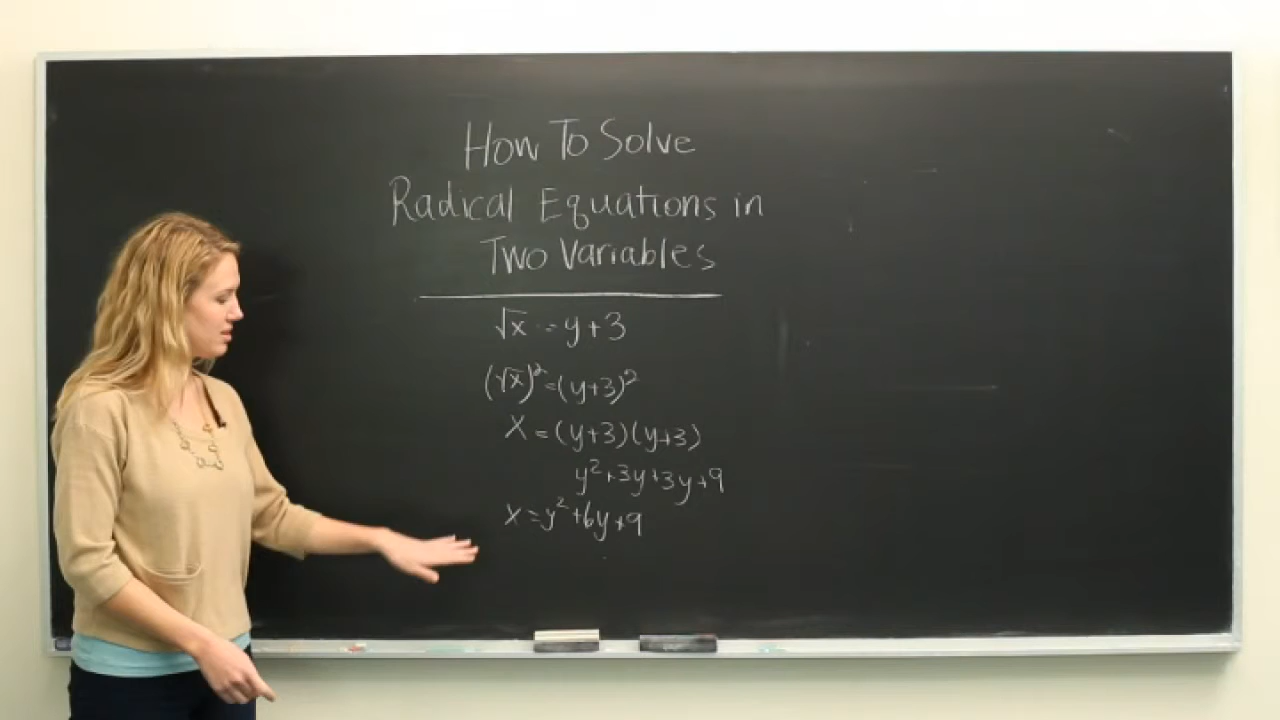 How To Solve
Radical Equations in
Two Variables
√x = y+3
(√x)² = (y+3)²
x = (y+3)(y+3)
y²+3y+3y+9
x = y²+6y+9